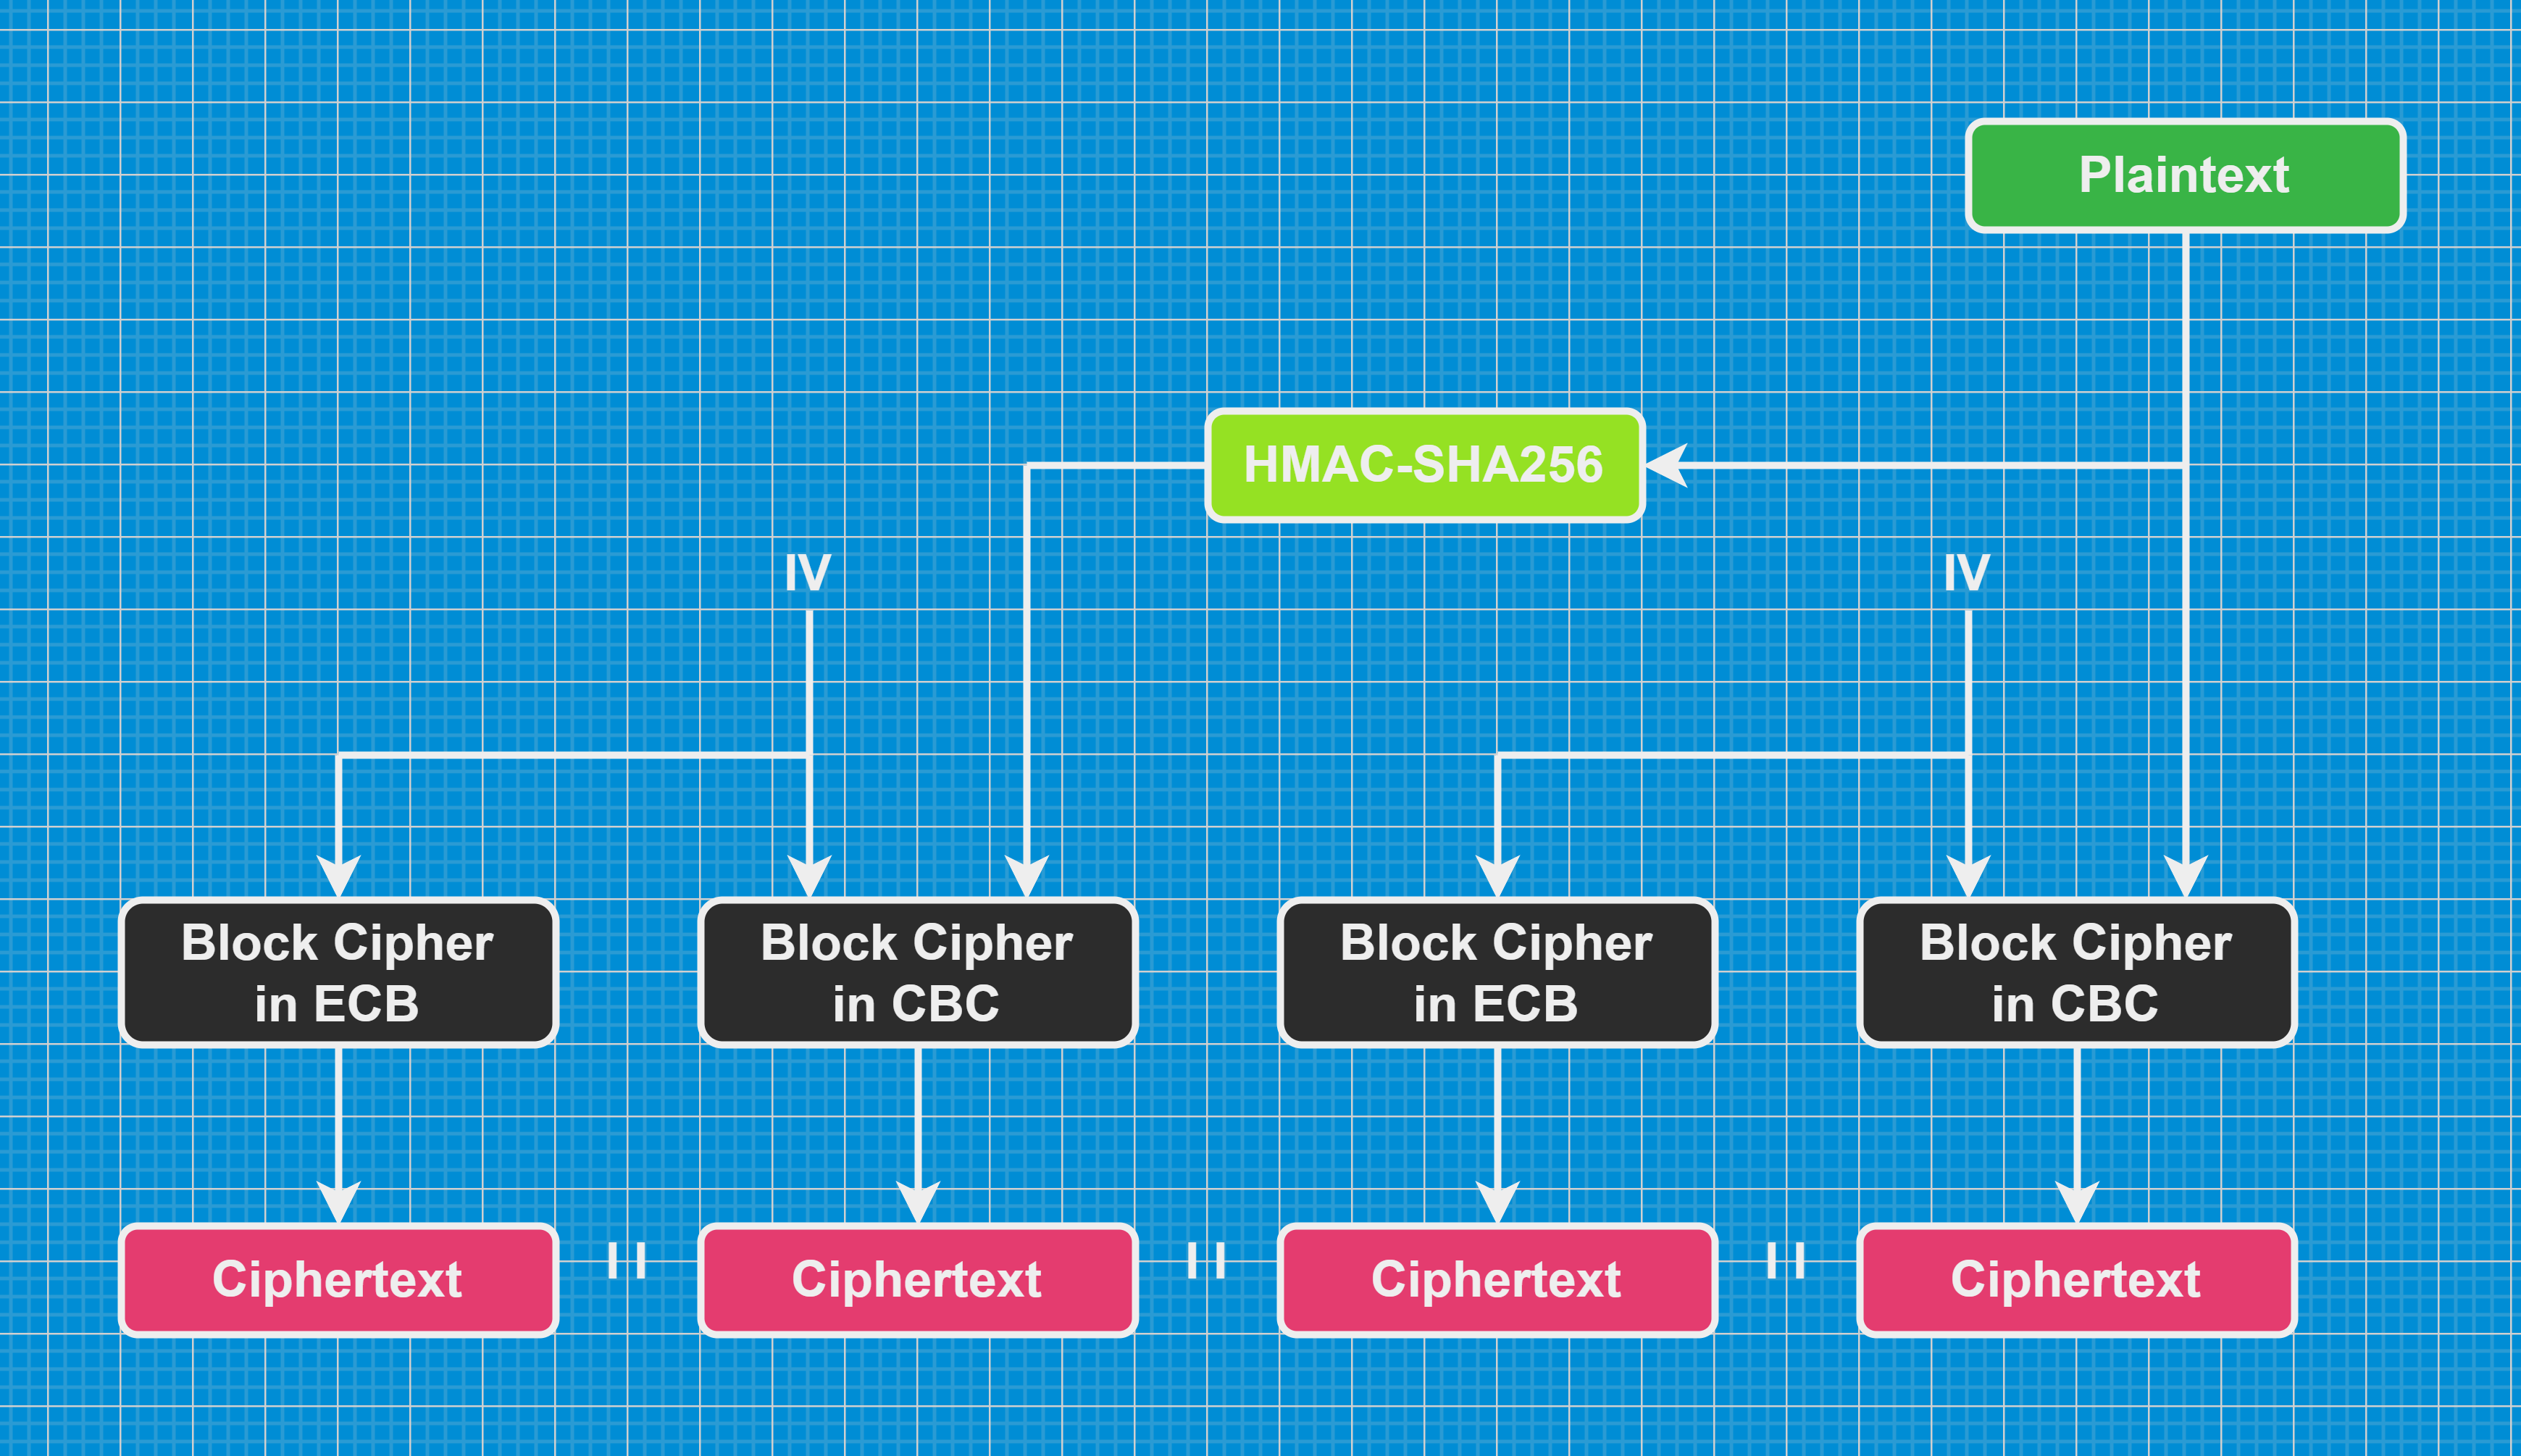 Plaintext
HMAC-SHA256
IV
IV
Block Cipher
in ECB
Block Cipher
in CBC
Block Cipher
in ECB
Block Cipher
in CBC
Ciphertext
||
Ciphertext
||
Ciphertext
||
Ciphertext